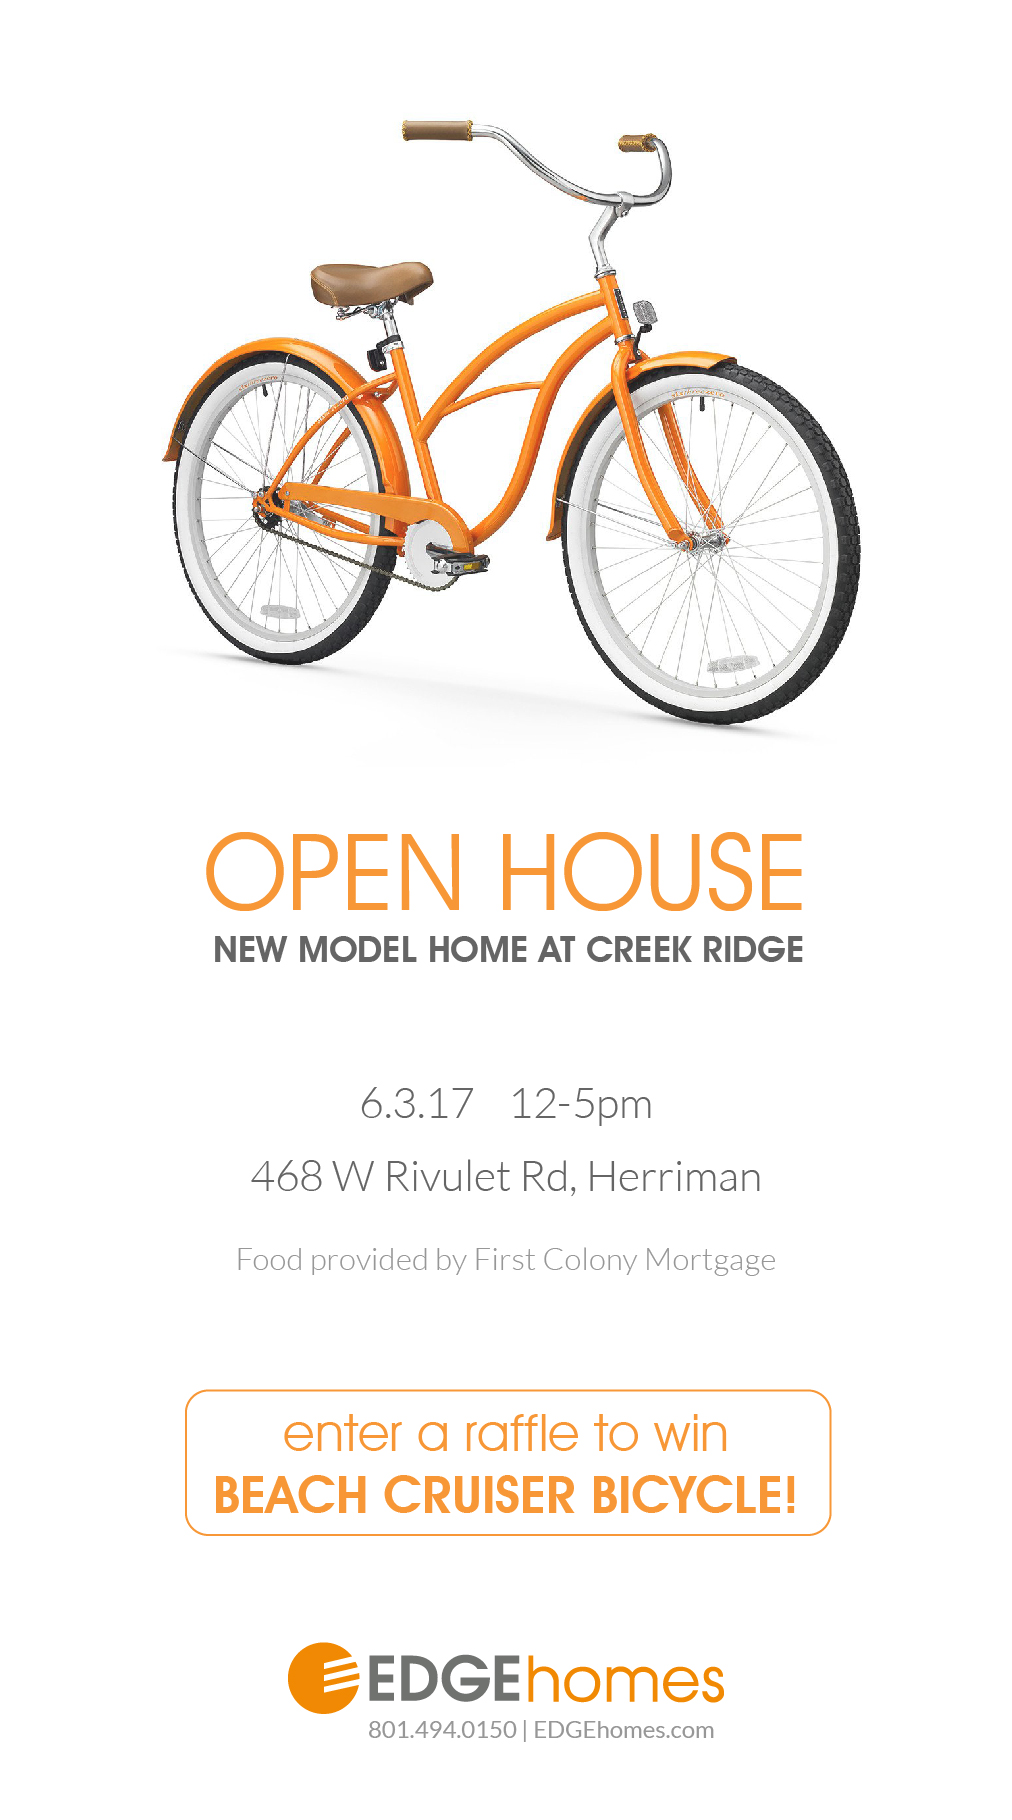 OPEN HOUSE
NEW MODEL HOME AT CREEK RIDGE
6.3.17 12-5pm
468 W Rivulet Rd, Herriman
Food provided by First Colony Mortgage
enter a raffle to win
BEACH CRUISER BICYCLE!
EDGEhomes
801.494.0150 | EDGEhomes.com